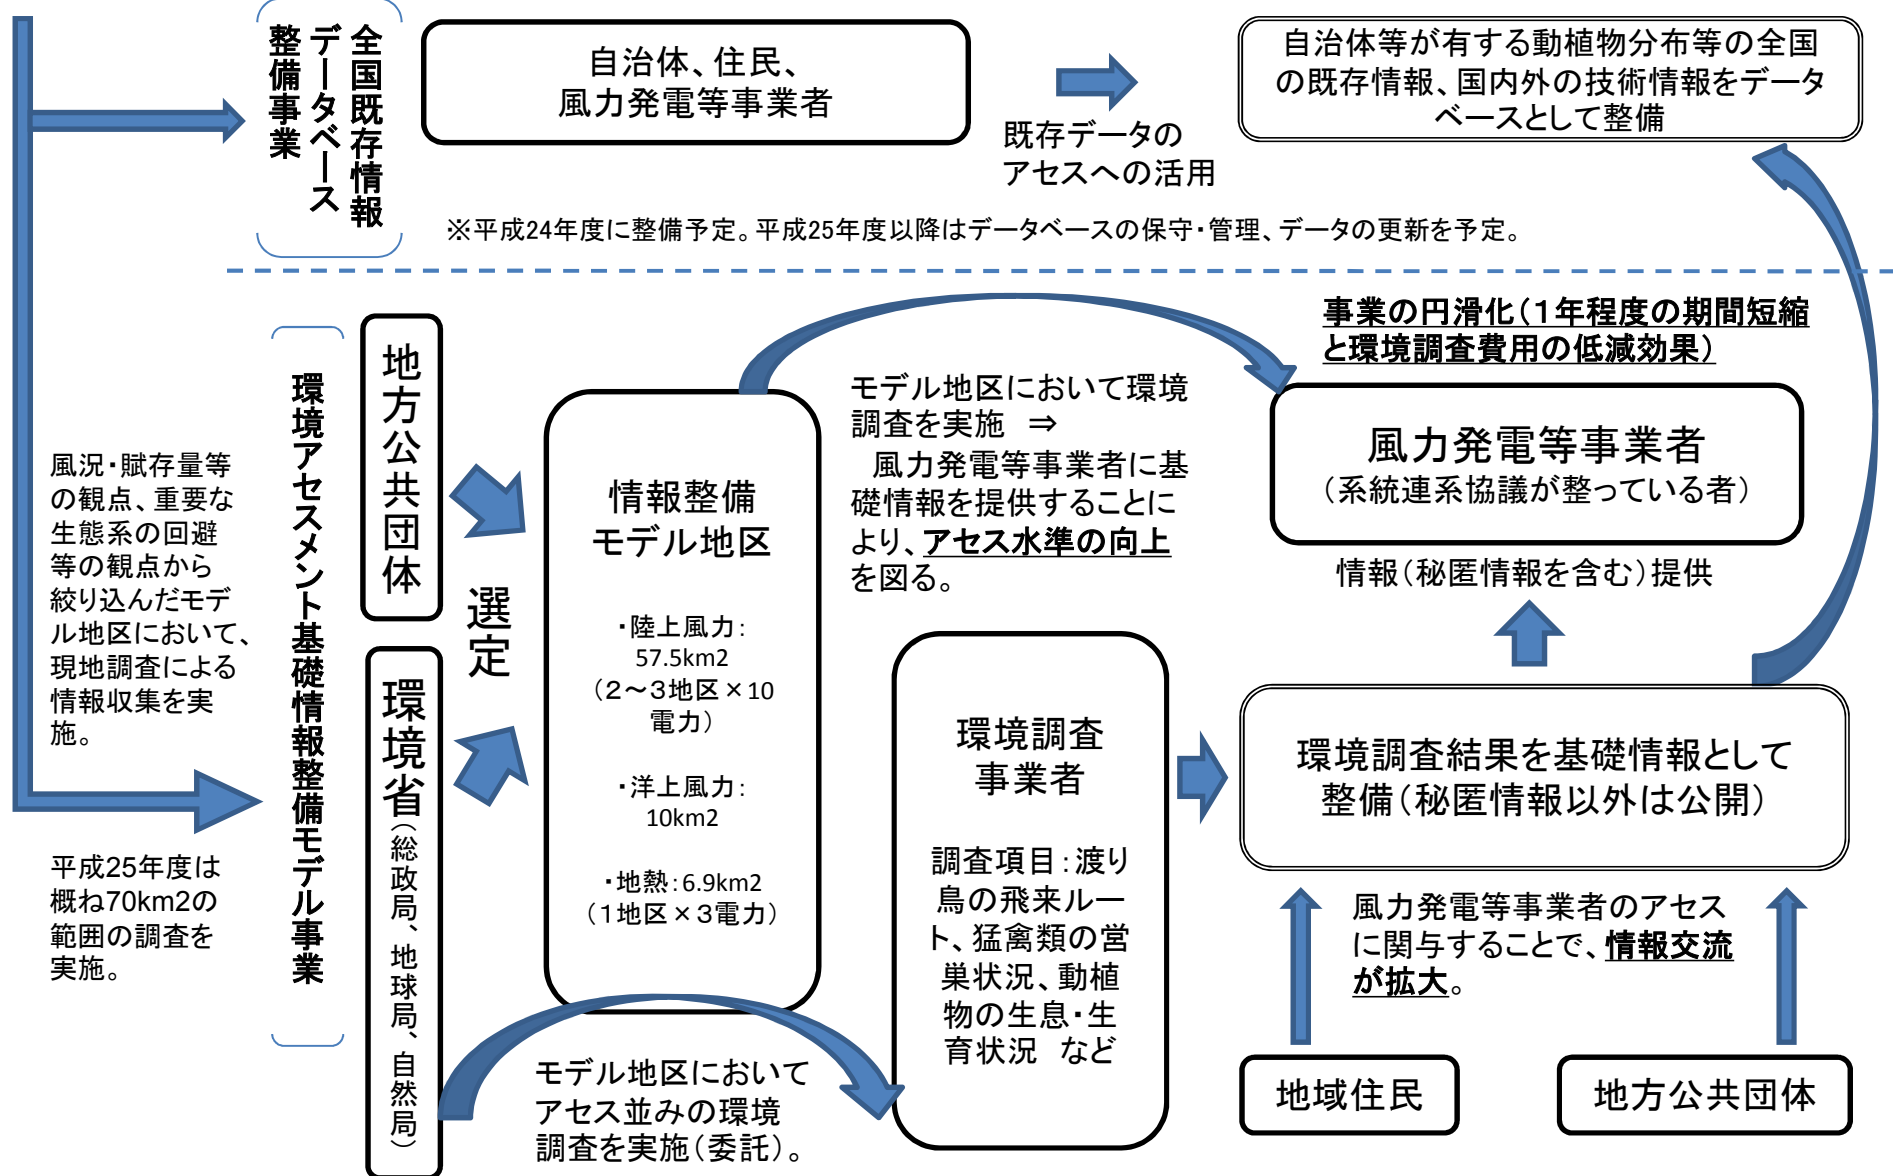 全国既存情報
データベース
整備事業
自治体、住民、
風力発電等事業者
既存データの
アセスへの活用
自治体等が有する動植物分布等の全国
の既存情報、国内外の技術情報をデータ
ベースとして整備
※平成24年度に整備予定。平成25年度以降はデータベースの保守・管理、データの更新を予定。
風況・賦存量等
の観点、重要な
生態系の回避
等の観点から
絞り込んだモデ
ル地区において、
現地調査による
情報収集を実
施。
平成25年度は
概ね70km2の
範囲の調査を
実施。
環境アセスメント基礎情報整備モデル事業
地方公共団体
環境省(総政局、地球局、自然局)
選定
情報整備
モデル地区
・陸上風力：
57.5km2
（２～３地区×10
電力）
・洋上風力：
10km2
・地熱：6.9km2
（１地区×３電力）
モデル地区において
アセス並みの環境
調査を実施（委託）。
モデル地区において環境
調査を実施　⇒
風力発電等事業者に基
礎情報を提供することに
より、アセス水準の向上
を図る。
環境調査
事業者
調査項目：渡り
鳥の飛来ルー
ト、猛禽類の営
巣状況、動植
物の生息・生
育状況　など
事業の円滑化（１年程度の期間短縮
と環境調査費用の低減効果）
風力発電等事業者
（系統連系協議が整っている者）
情報（秘匿情報を含む）提供
環境調査結果を基礎情報として
整備（秘匿情報以外は公開）
風力発電等事業者のアセス
に関与することで、情報交流
が拡大。
地域住民
地方公共団体